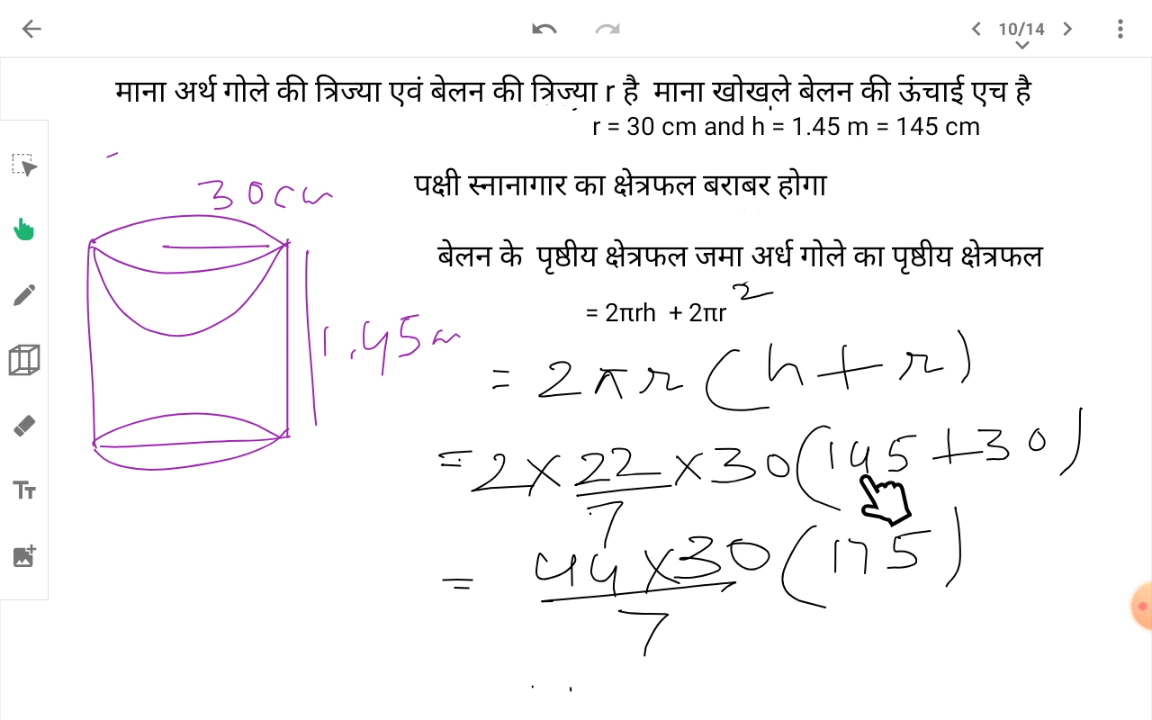 10/14
माना अर्थ गोले की त्रिज्या एवं बेलन की त्रिज्या r है माना खोखले बेलन की ऊंचाई एच है
r = 30 cm and h = 1.45 m = 145 cm
पक्षी स्नानागार का क्षेत्रफल बराबर होगा
30cm
बेलन के पृष्ठीय क्षेत्रफल जमा अर्ध गोले का पृष्ठीय क्षेत्रफल
= 2πrh + 2πr²
1.45m
= 2πr(h+r)
= 2×22/7×30(145+30)
= 44×30/7(175)
Tт